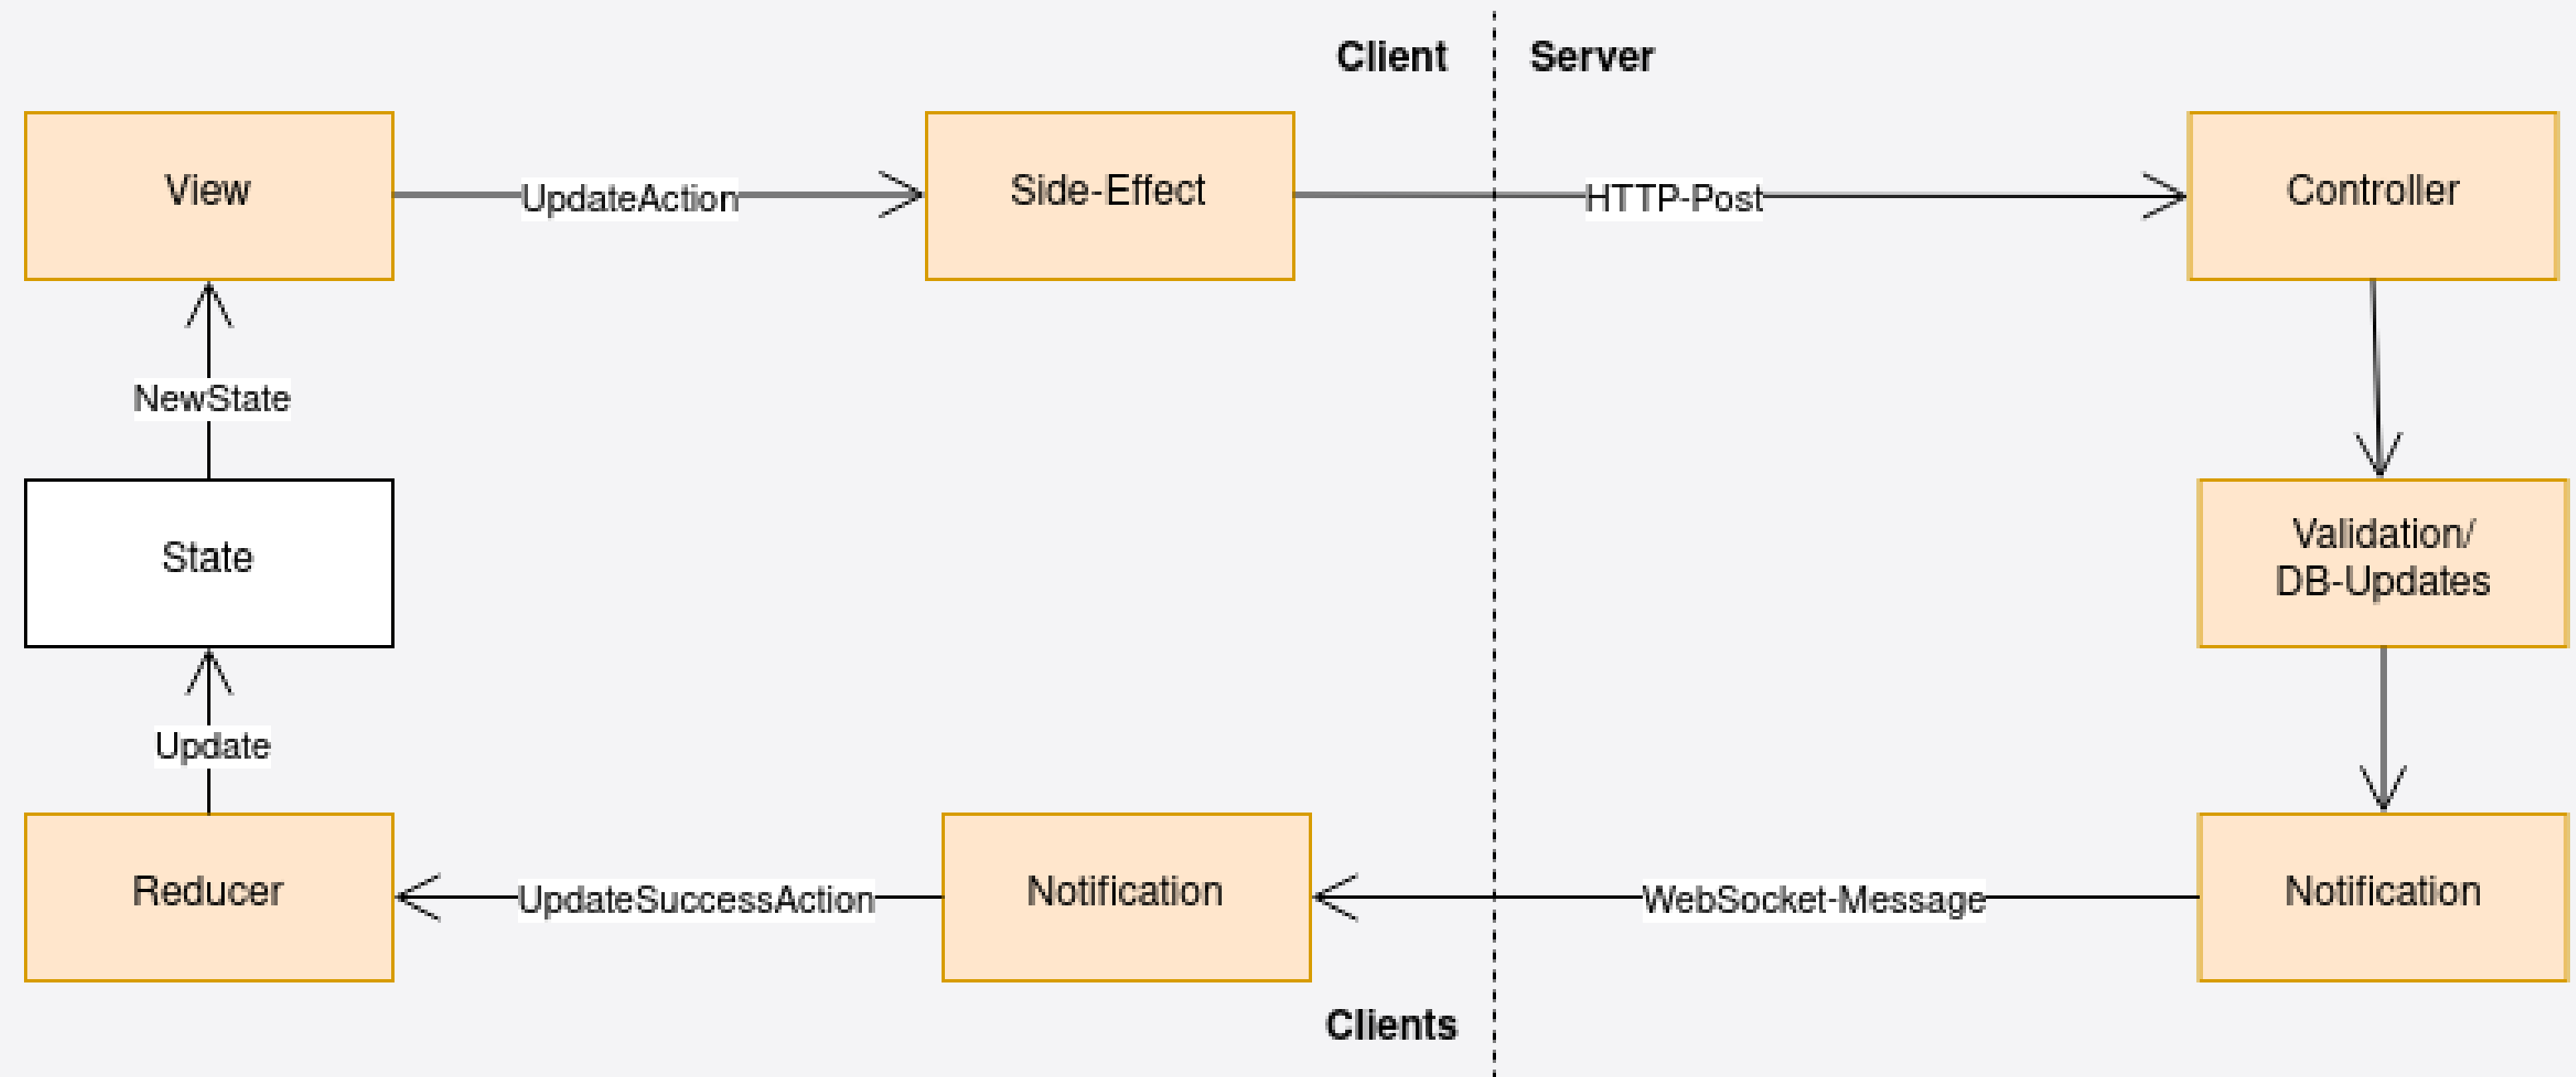 Client
Server
View
UpdateAction
Side-Effect
HTTP-Post
Controller
NewState
State
Validation/
DB-Updates
Update
Reducer
UpdateSuccessAction
Notification
WebSocket-Message
Notification
Clients